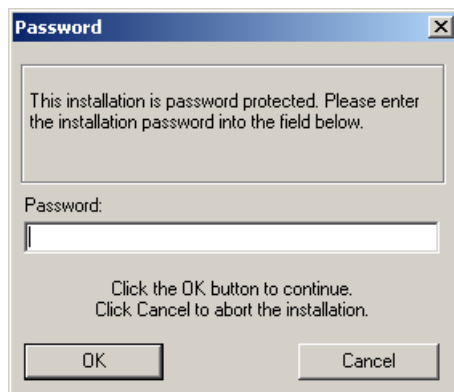 Password
This installation is password protected. Please enter
the installation password into the field below.
Password:
Click the OK button to continue.
Click Cancel to abort the installation.
OK
Cancel